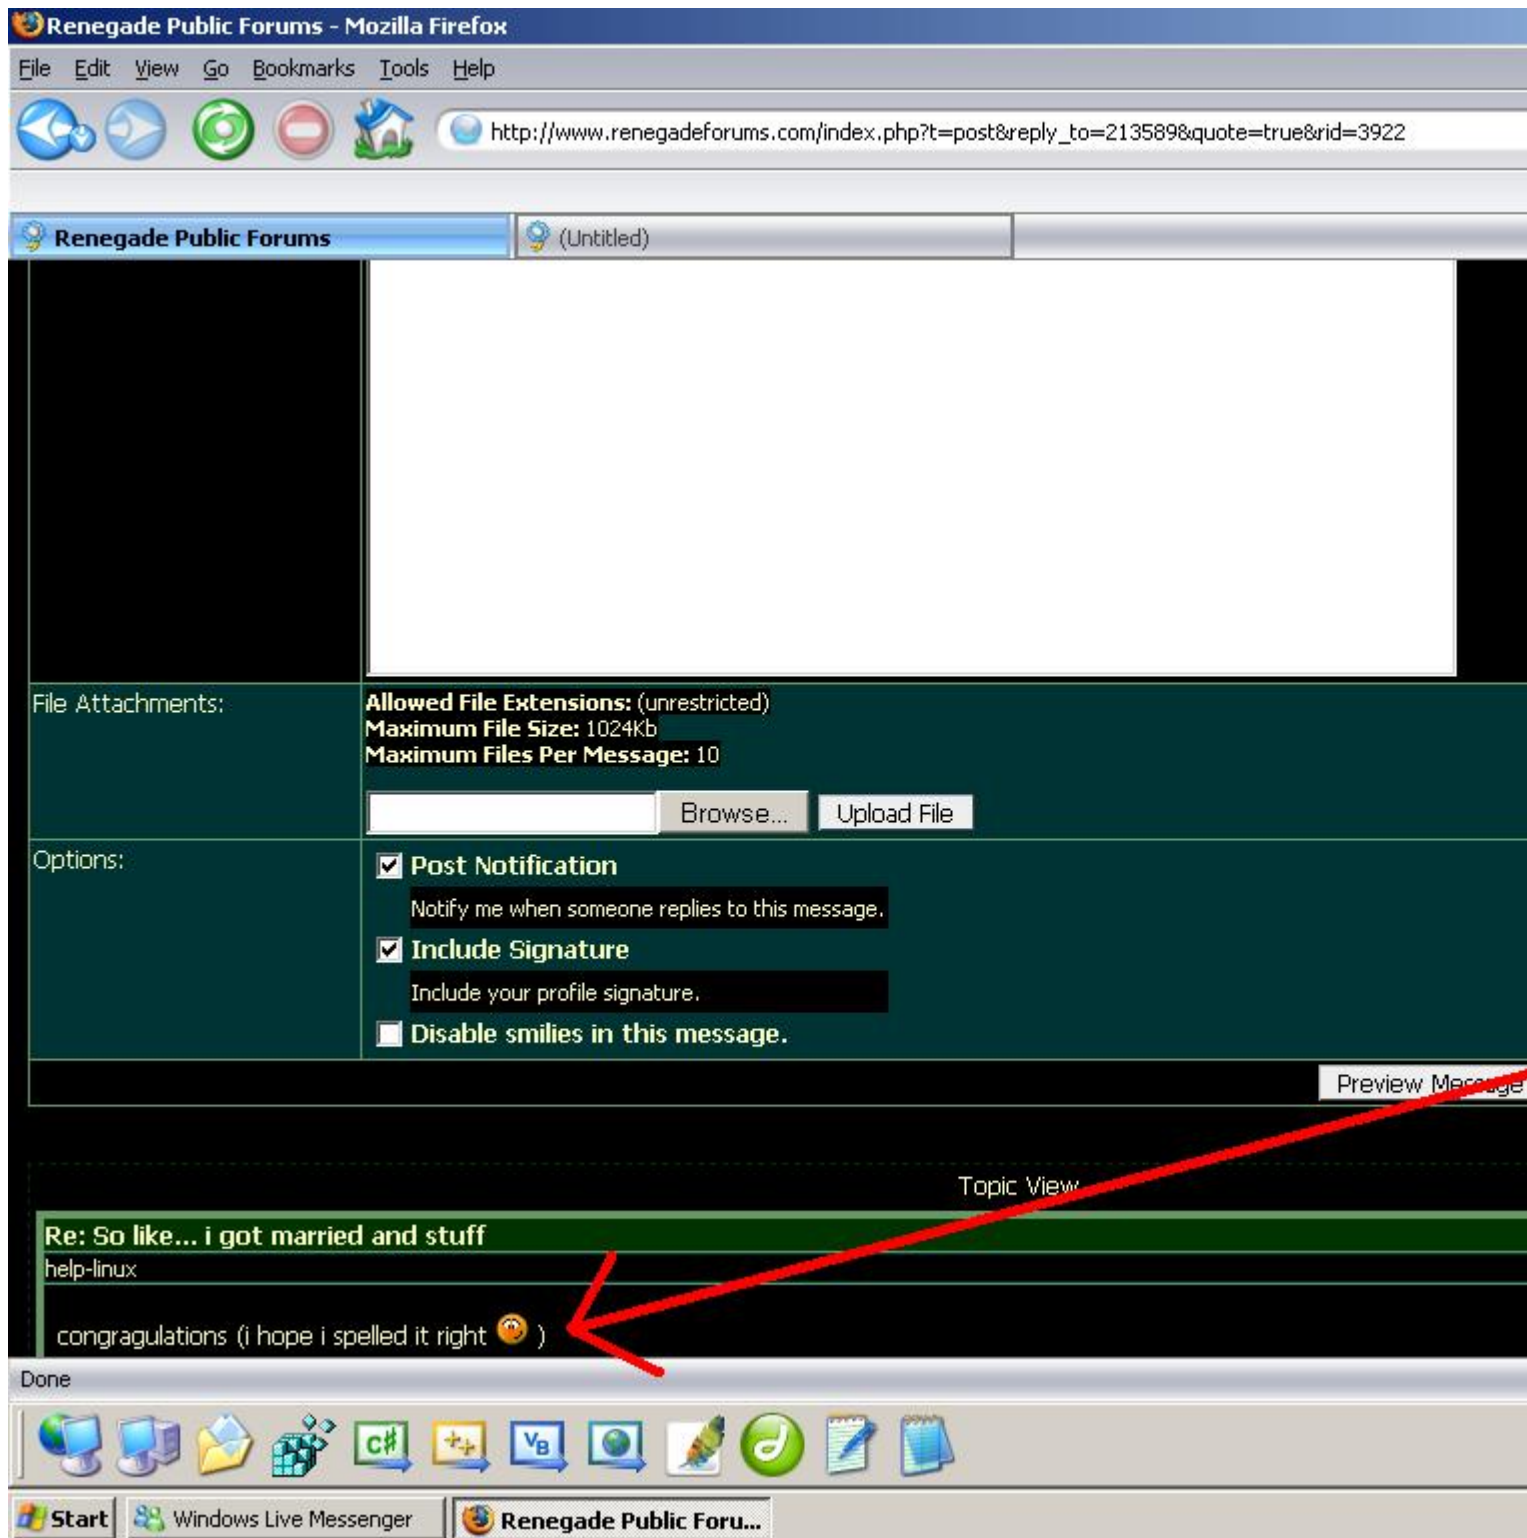 Renegade Public Forums - Mozilla Firefox
File Edit View Go Bookmarks Tools Help
http://www.renegadeforums.com/index.php?t=post&reply_to=213589&quote=true&rid=3922
Renegade Public Forums (Untitled)
File Attachments:
Allowed File Extensions: (unrestricted)
Maximum File Size: 1024Kb
Maximum Files Per Message: 10
Browse... Upload File
Options:
Post Notification
Notify me when someone replies to this message.
Include Signature
Include your profile signature.
Disable smilies in this message.
Preview Message
Topic View
Re: So like... i got married and stuff
help-linux
congragulations (i hope i spelled it right )
Done
C# ++ VB
Start Windows Live Messenger Renegade Public Foru...